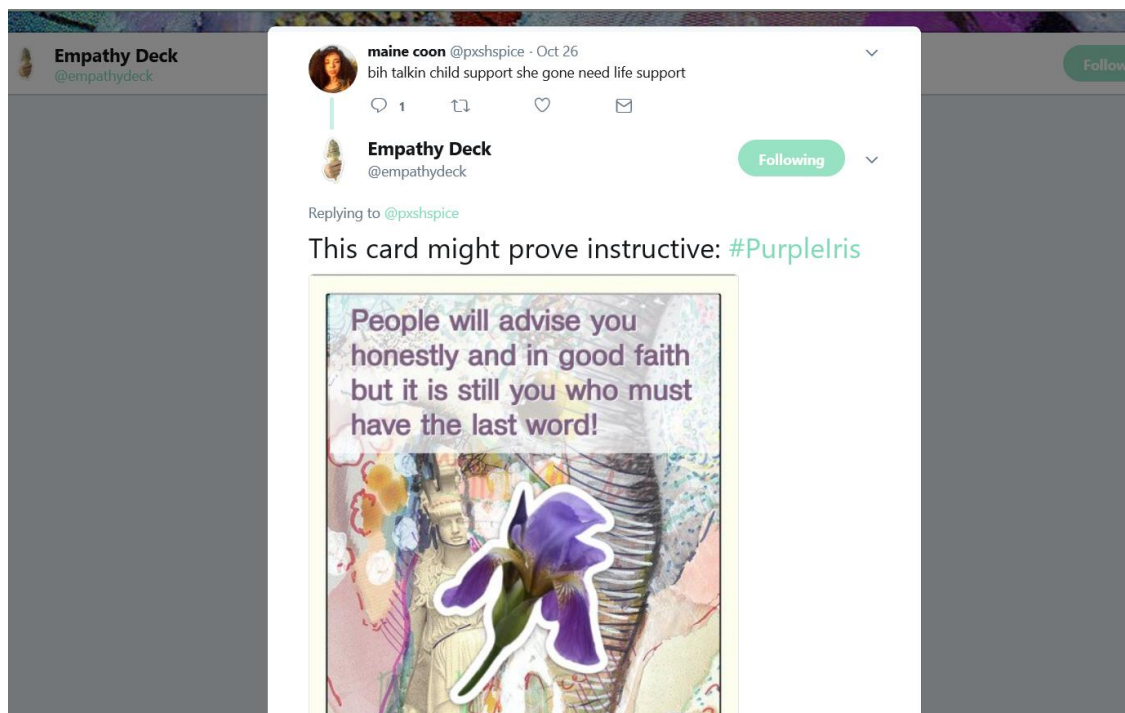 Empathy Deck
@empathydeck
Follow
maine coon @pxshspice · Oct 26
bih talkin child support she gone need life support
1
Empathy Deck
@empathydeck
Following
Replying to @pxshspice
This card might prove instructive: #PurpleIris
People will advise you
honestly and in good faith
but it is still you who must
have the last word!